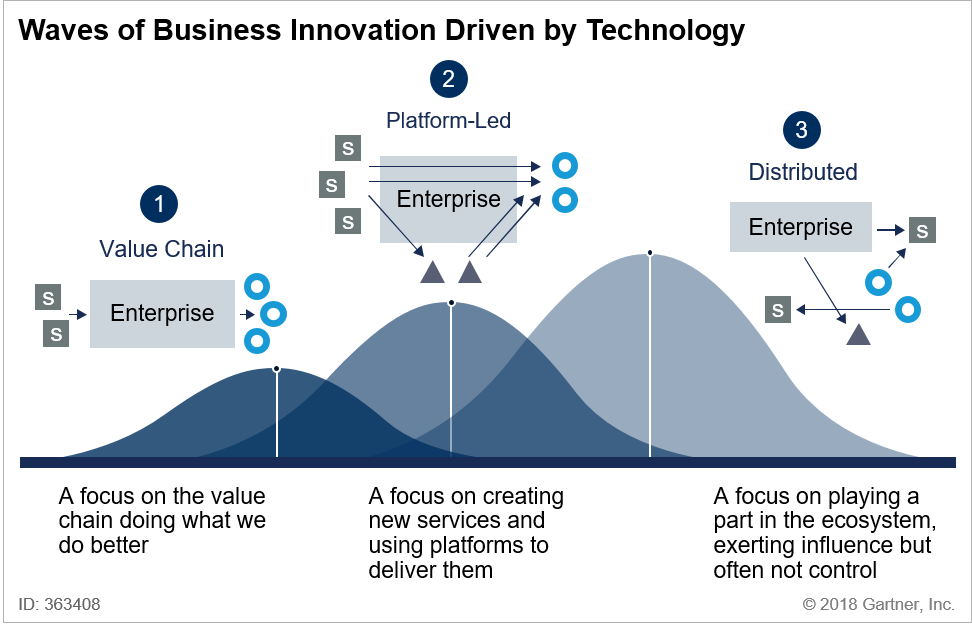 Waves of Business Innovation Driven by Technology
1
Value Chain
S
S
Enterprise
2
Platform-Led
S
S
S
Enterprise
3
Distributed
Enterprise
S
S
A focus on the value
chain doing what we
do better
A focus on creating
new services and
using platforms to
deliver them
A focus on playing a
part in the ecosystem,
exerting influence but
often not control
ID: 363408
© 2018 Gartner, Inc.